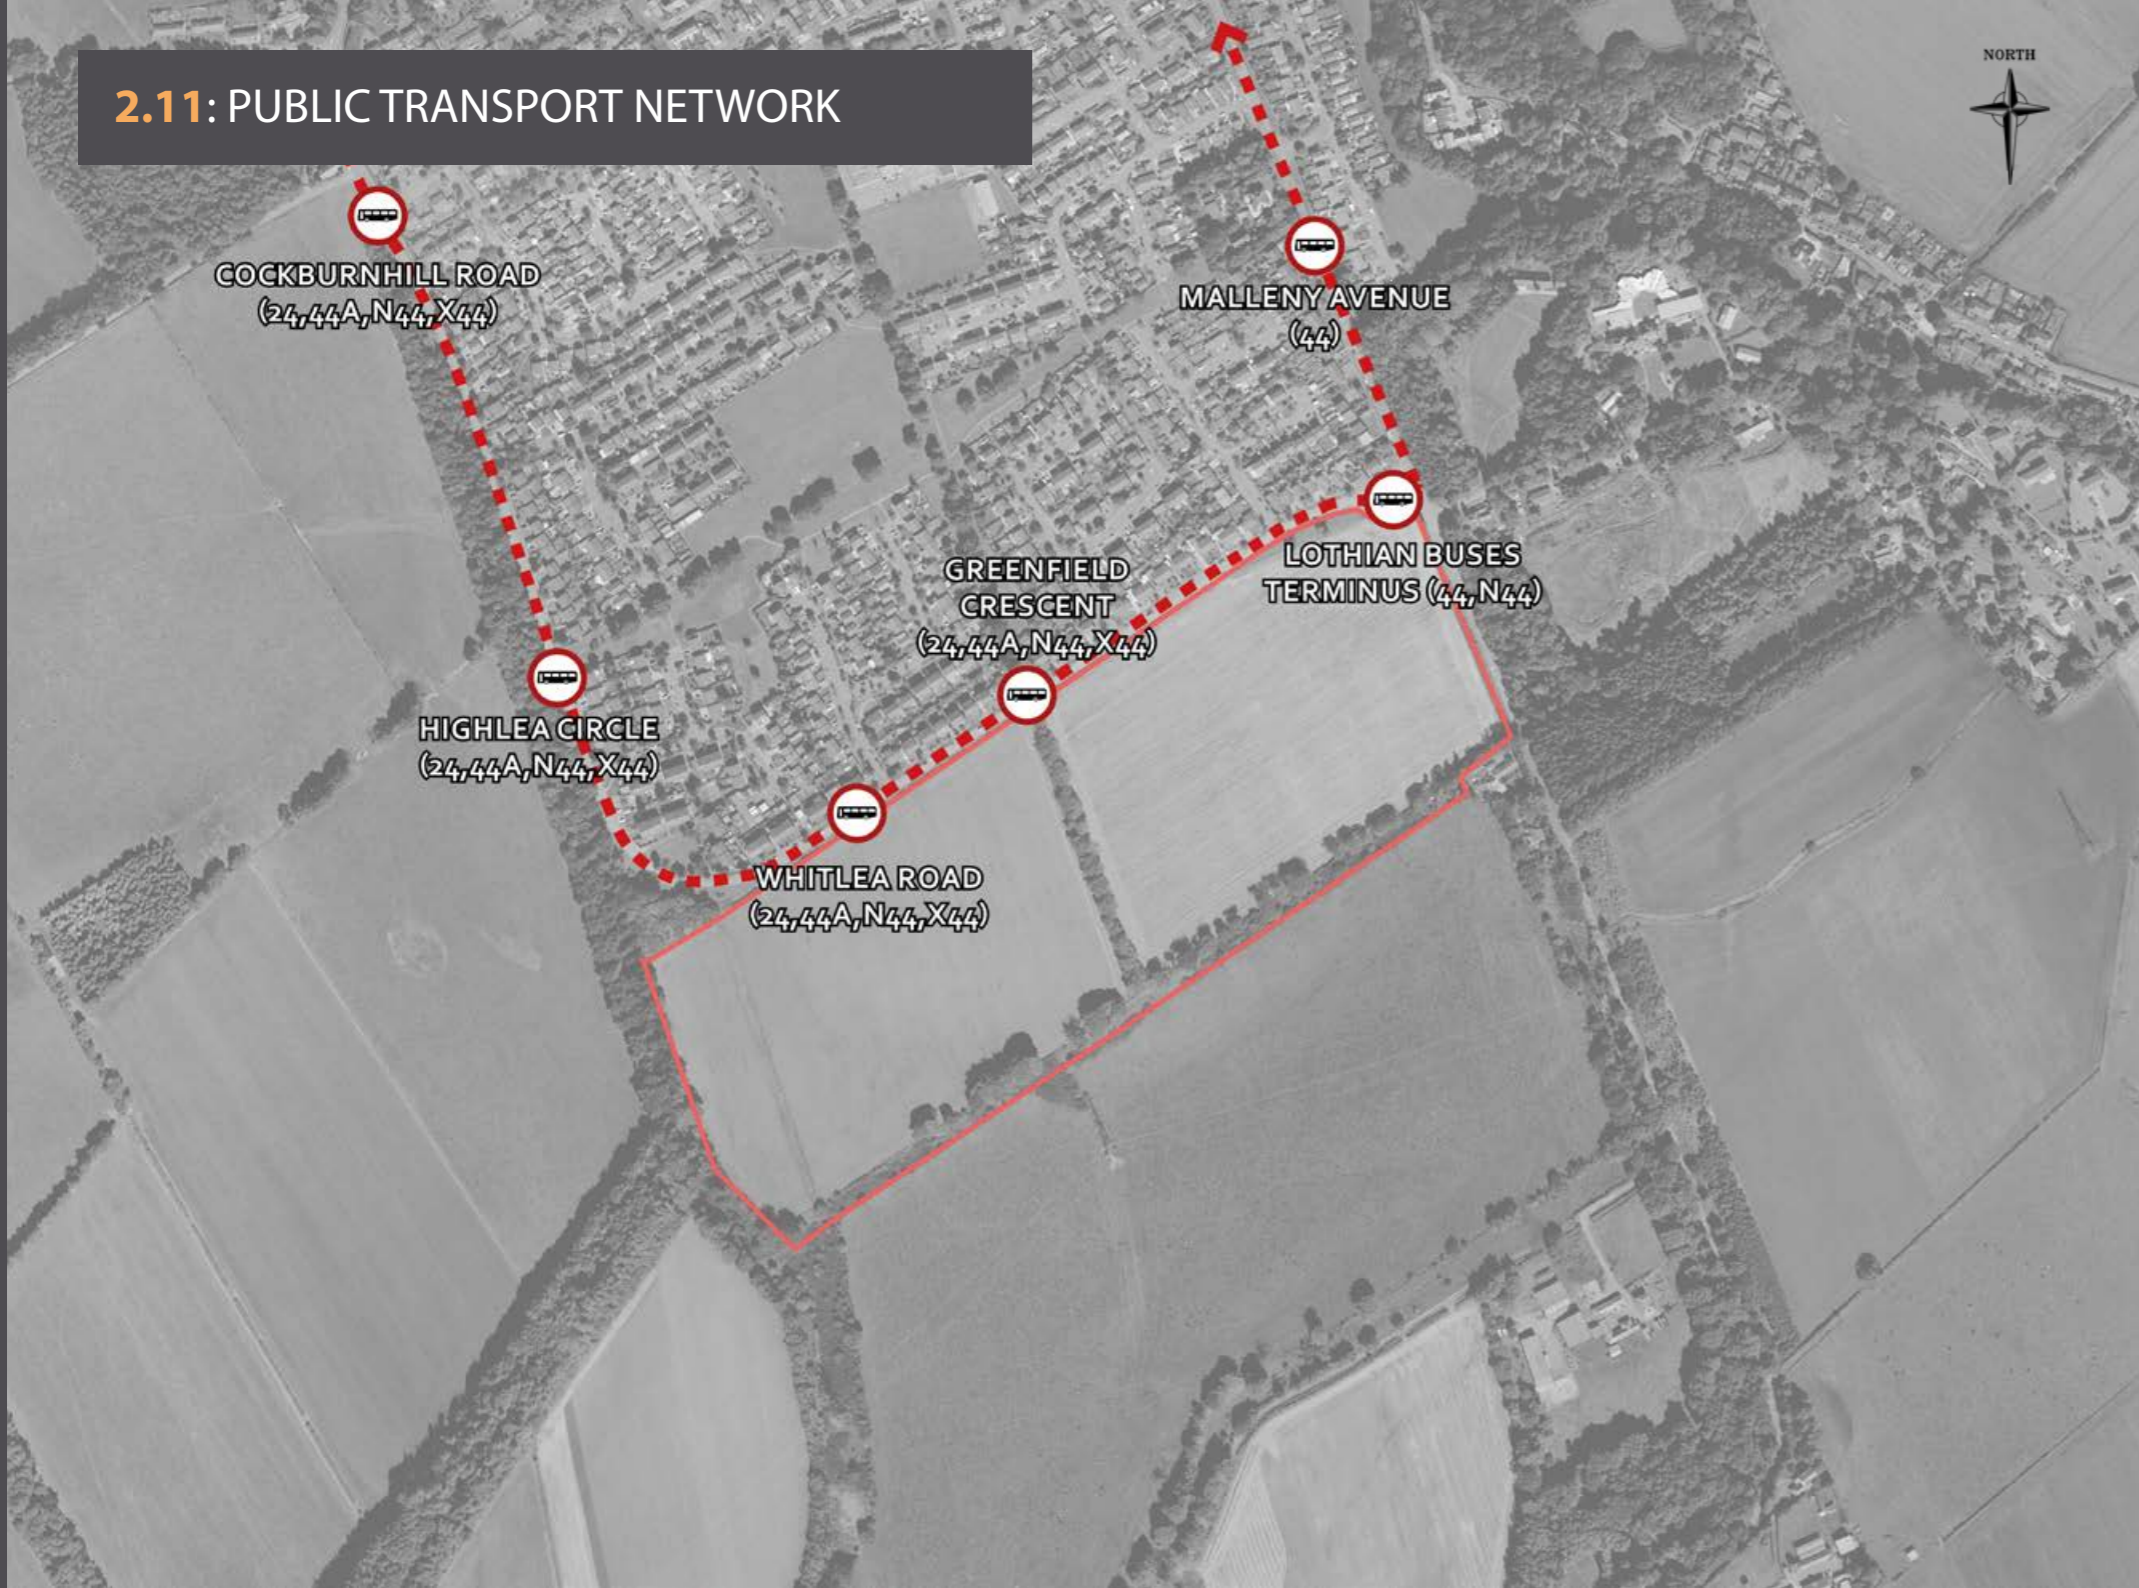 2.11: PUBLIC TRANSPORT NETWORK
NORTH
COCKBURNHILL ROAD
(24,44A,N44,X44)
MALLENY AVENUE
(44)
GREENFIELD
CRESCENT
(24,44A,N44,X44)
LOTHIAN BUSES
TERMINUS (44,N44)
HIGHLEA CIRCLE
(24,44A,N44,X44)
WHITLEA ROAD
(24,44A,N44,X44)